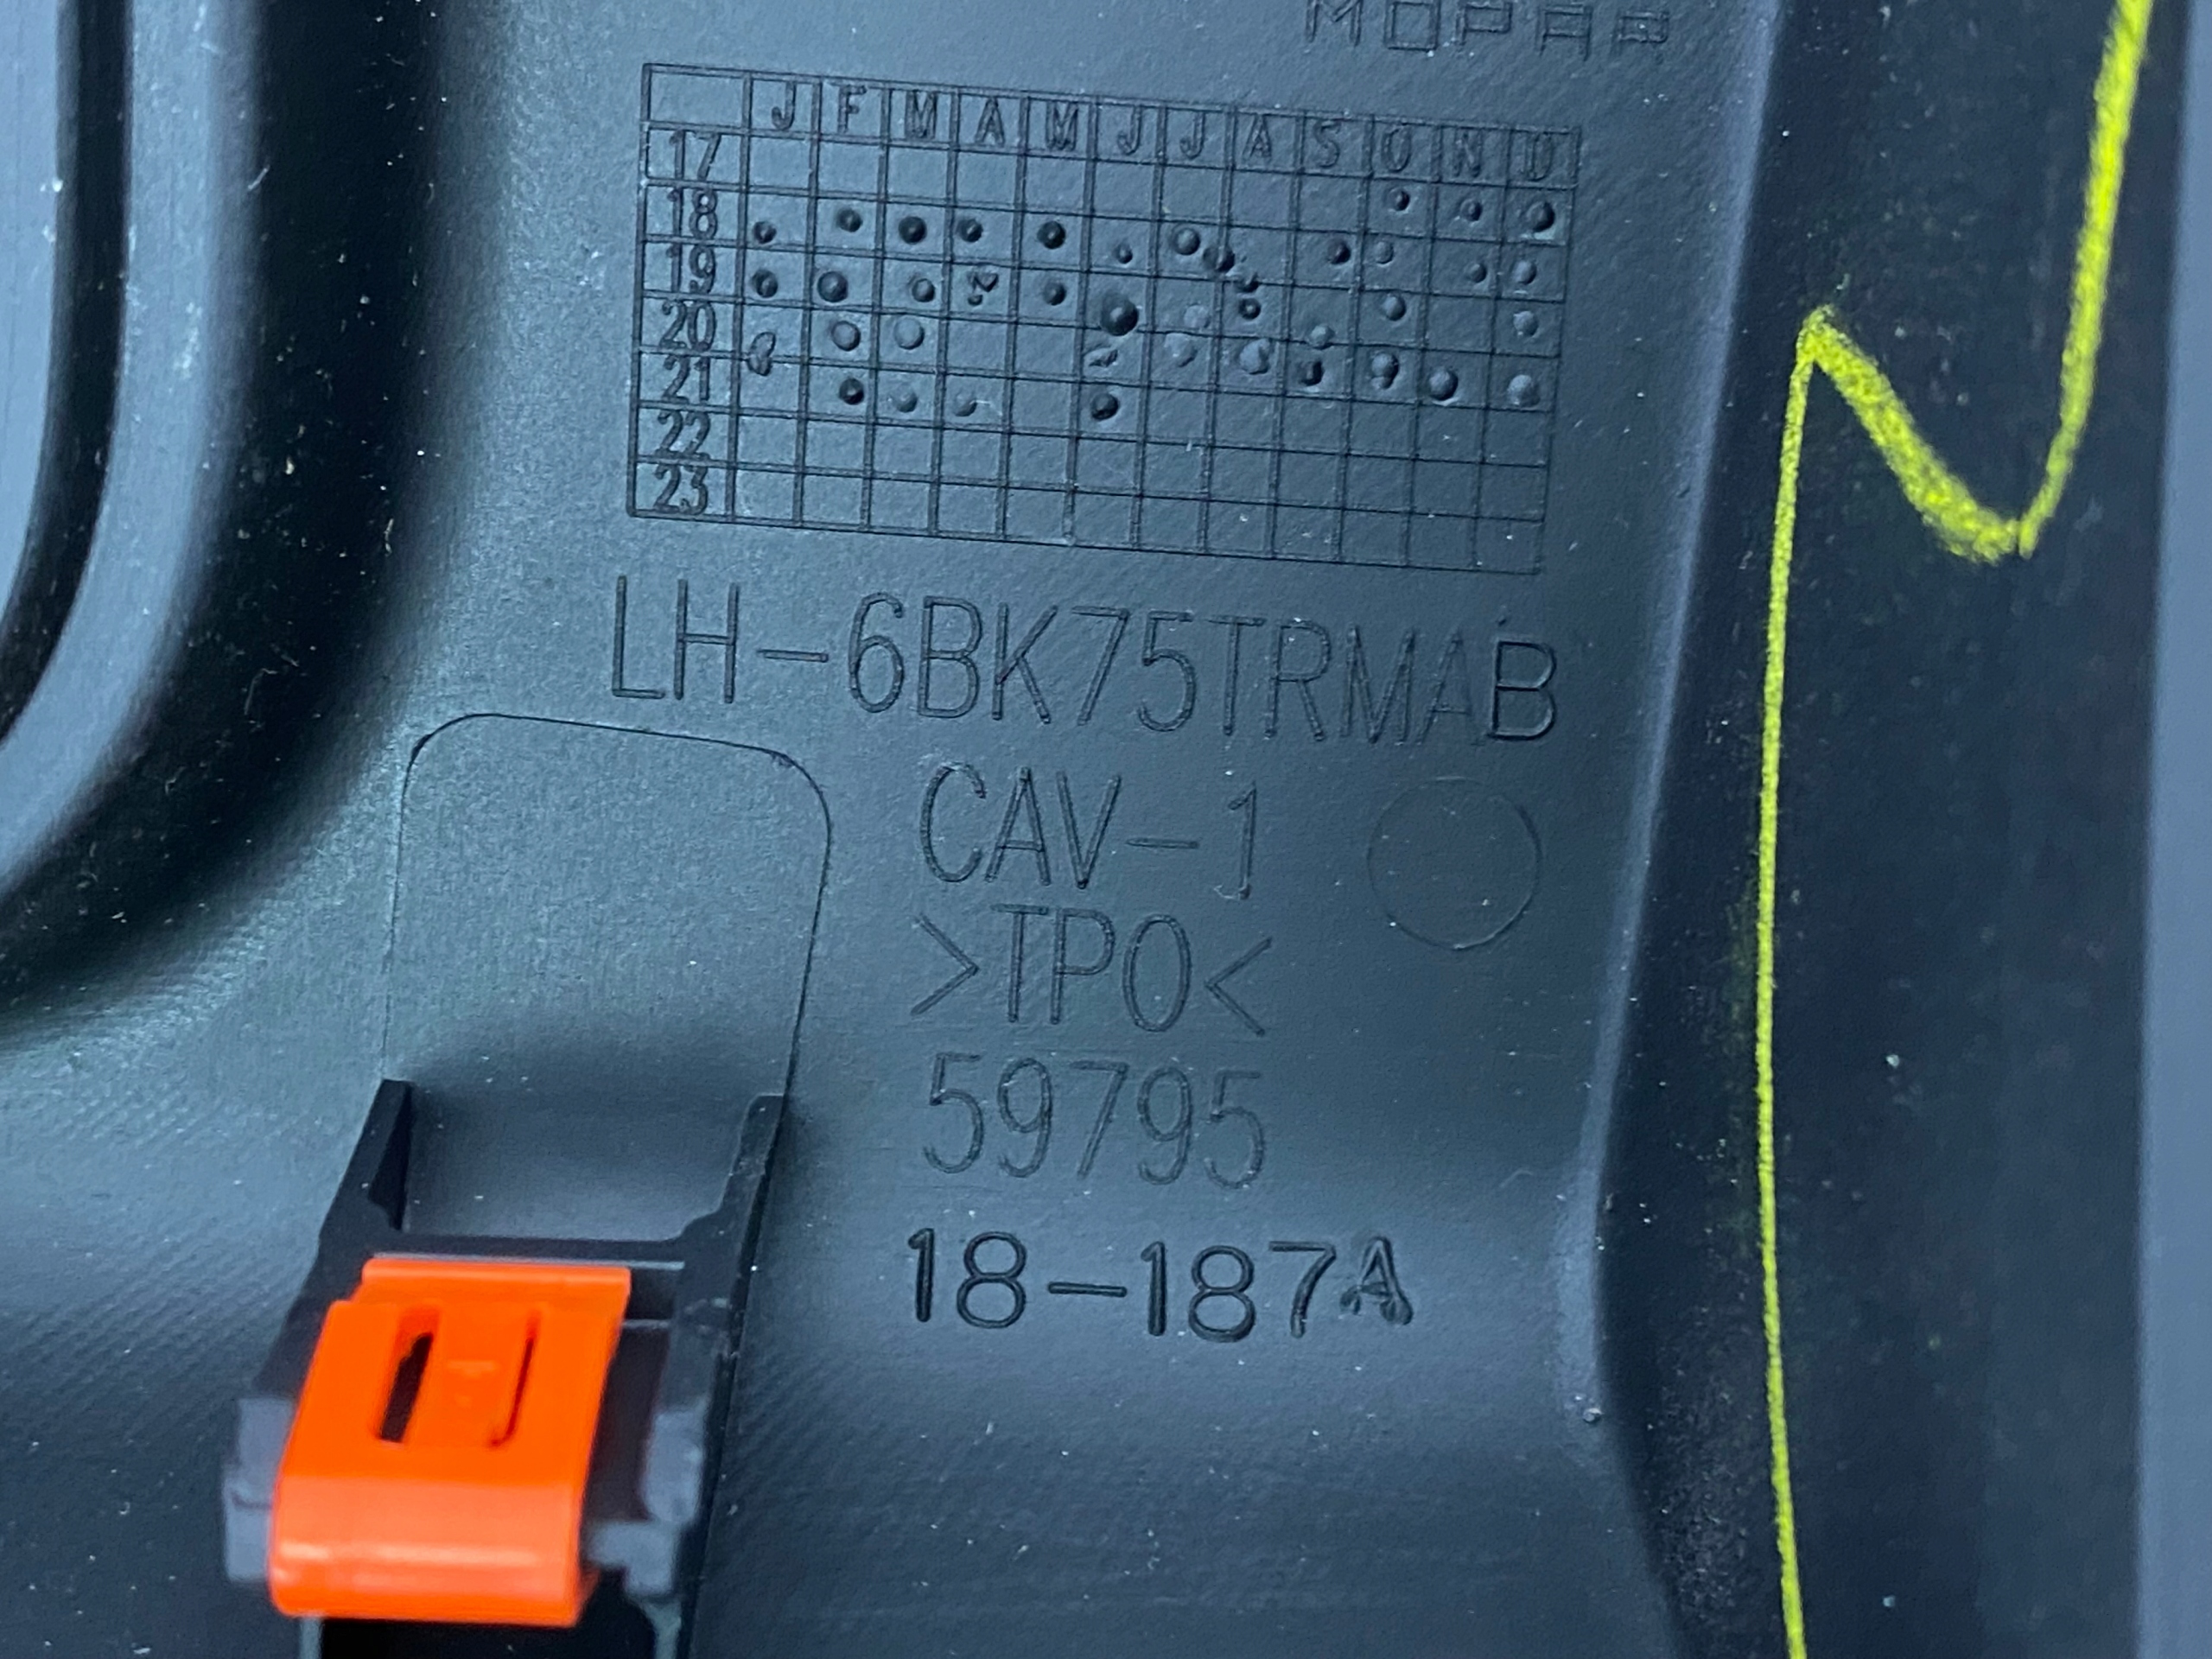 MOPAR
J F M A M J J A S O N D
17
18
19
20
21
22
23
LH-6BK75TRMAB
CAV-1
>TPO<
59795
18-187A